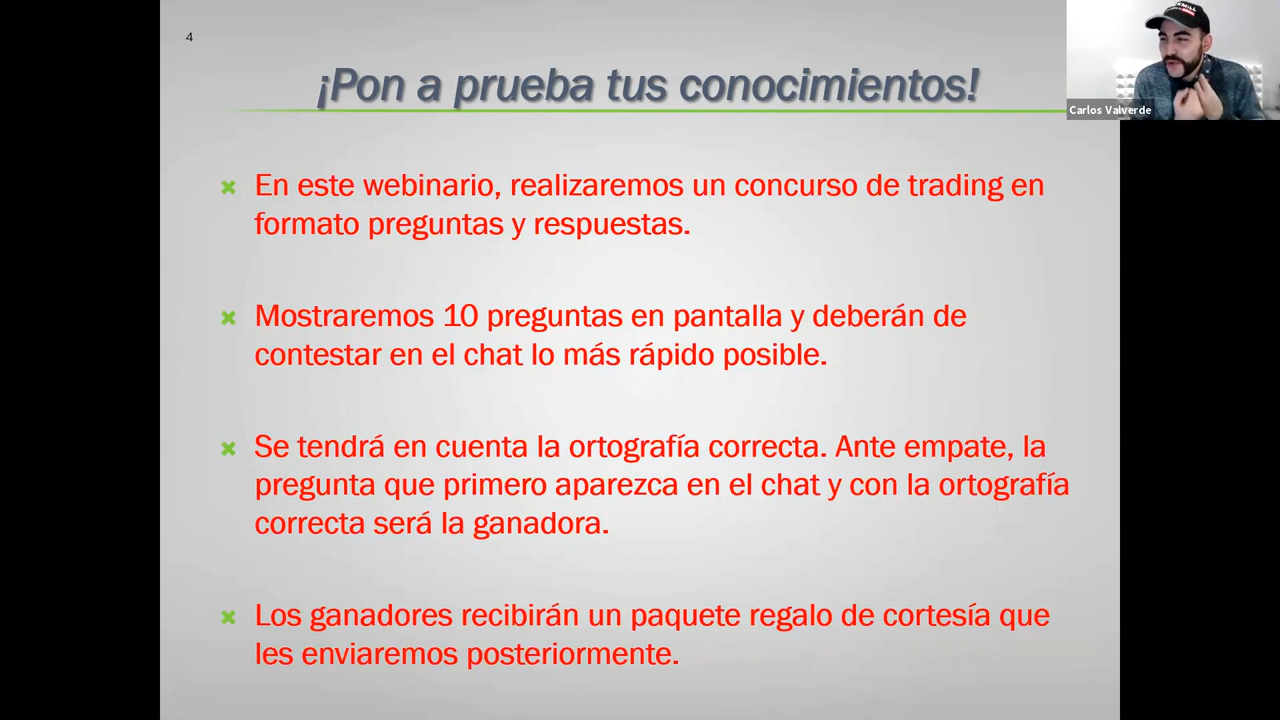 4
¡Pon a prueba tus conocimientos!
Carlos Valverde
En este webinario, realizaremos un concurso de trading en
formato preguntas y respuestas.
Mostraremos 10 preguntas en pantalla y deberán de
contestar en el chat lo más rápido posible.
Se tendrá en cuenta la ortografía correcta. Ante empate, la
pregunta que primero aparezca en el chat y con la ortografía
correcta será la ganadora.
Los ganadores recibirán un paquete regalo de cortesía que
les enviaremos posteriormente.